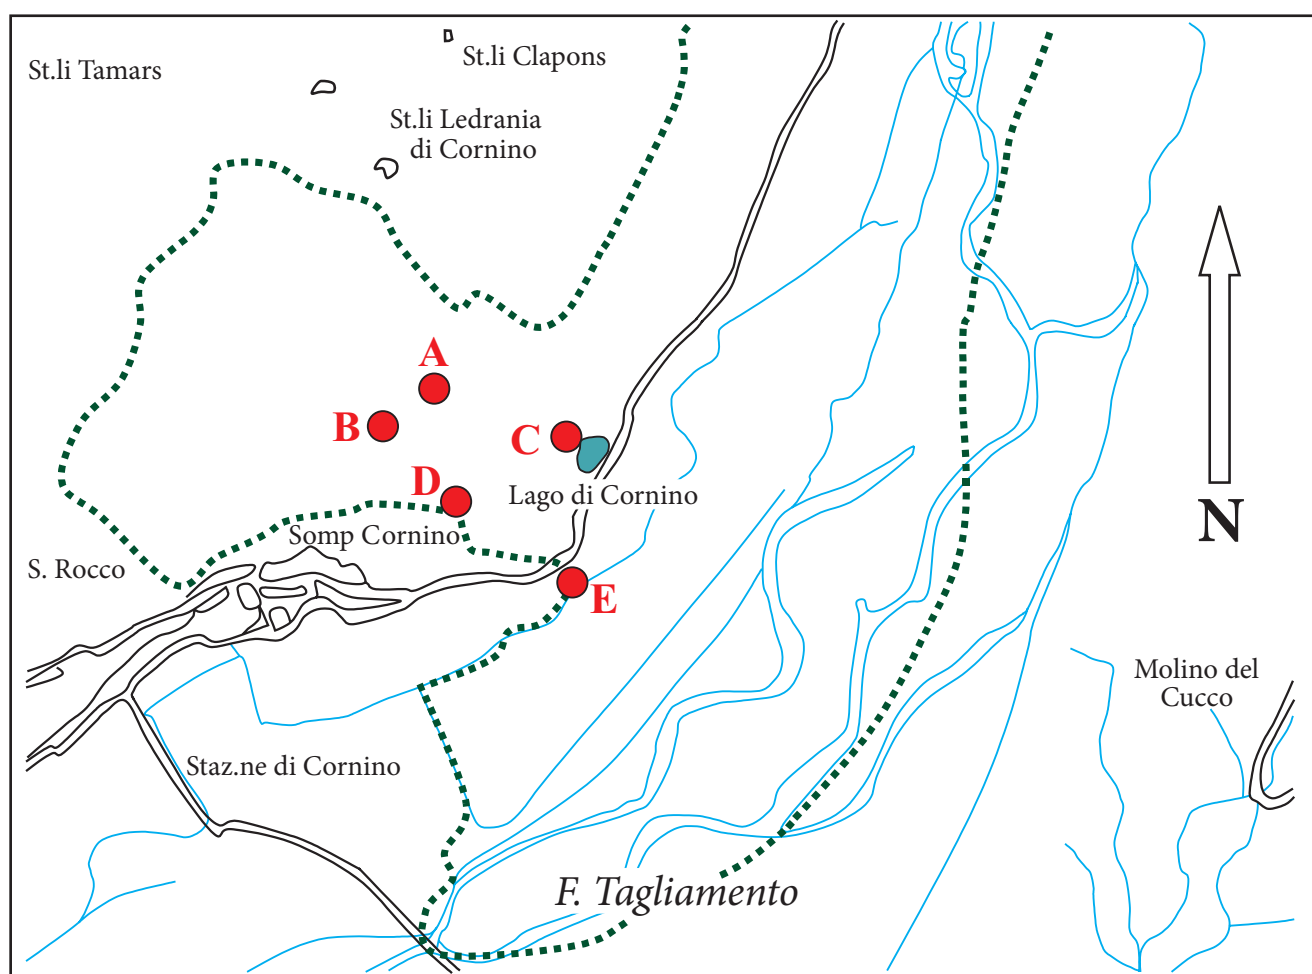 St.li Clapons
St.li Tamars
St.li Ledrania
di Cornino
A
B
C
D
Lago di Cornino
Somp Cornino
N
S. Rocco
E
Molino del
Cucco
Staz.ne di Cornino
F. Tagliamento